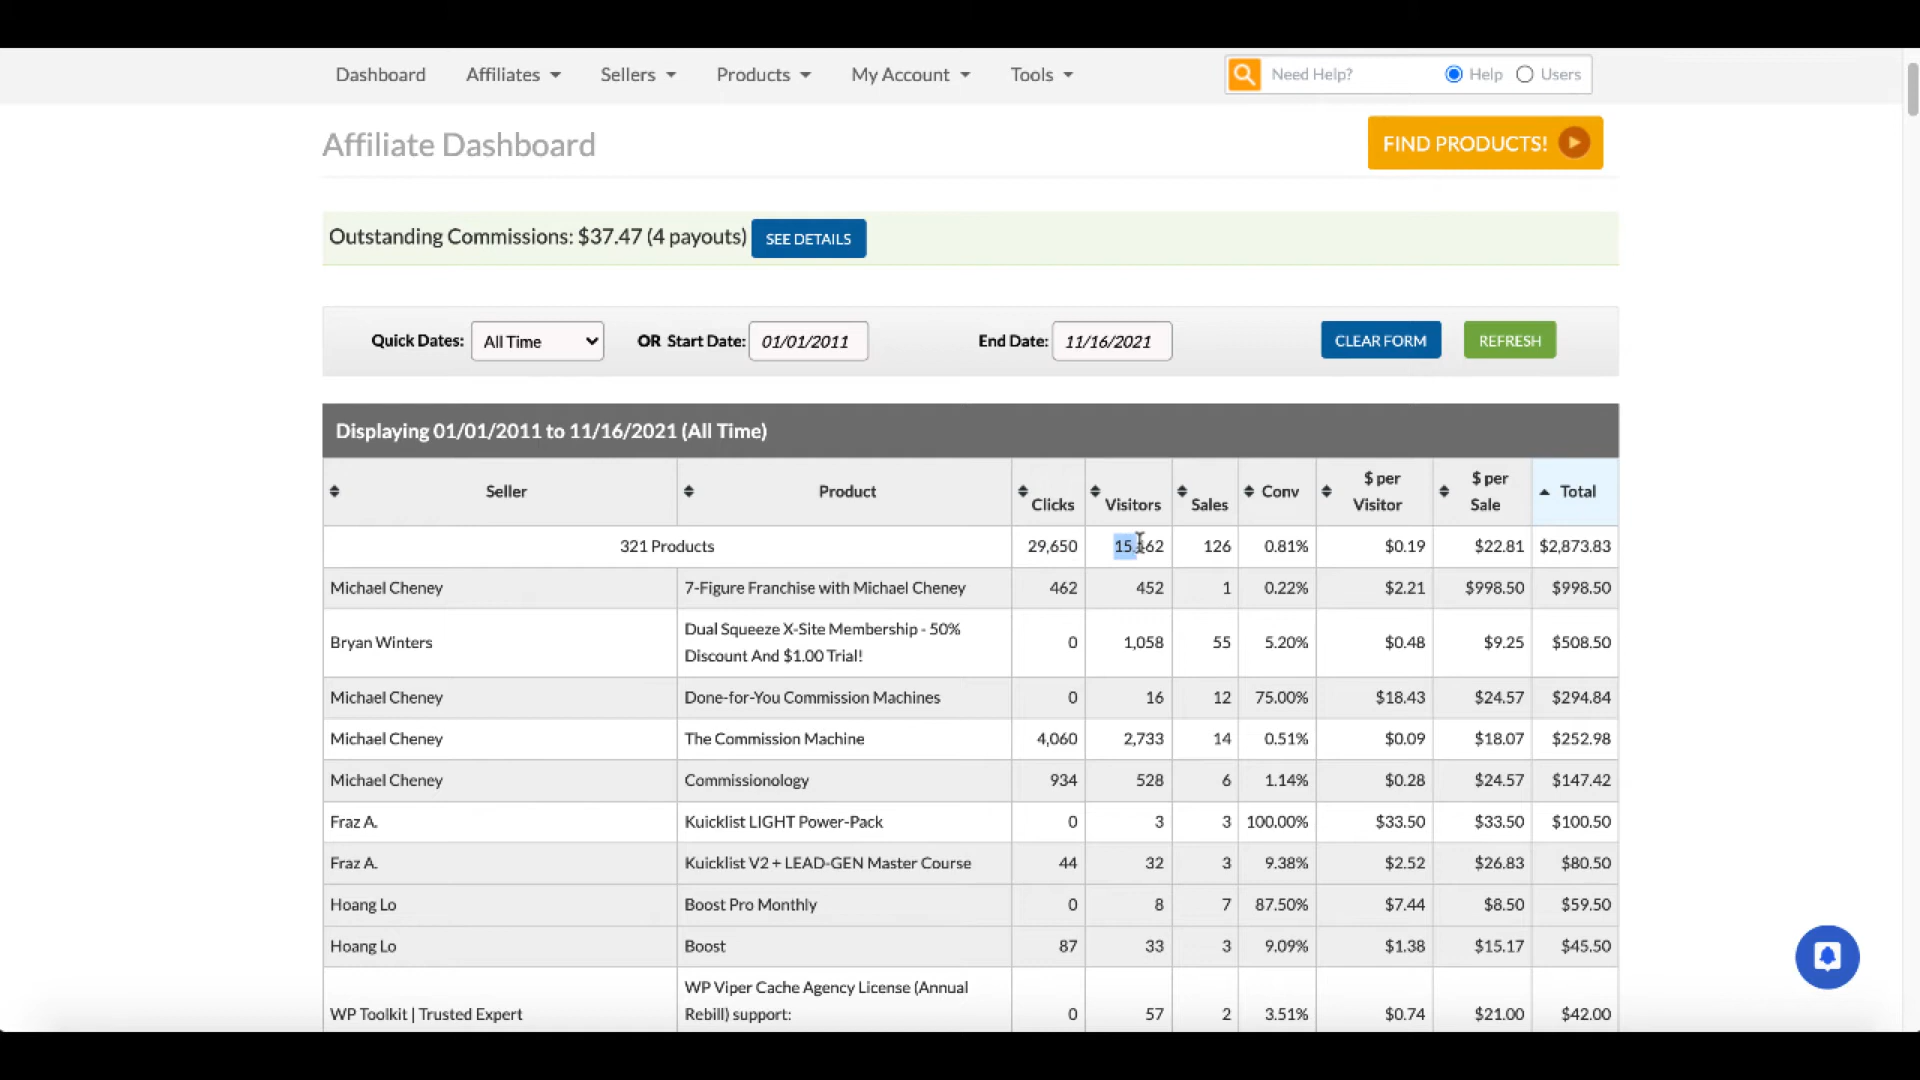 Dashboard Affiliates Sellers Products My Account Tools Need Help? Help Users
Affiliate Dashboard FIND PRODUCTS!
Outstanding Commissions: $37.47 (4 payouts) SEE DETAILS
Quick Dates: All Time OR Start Date: 01/01/2011 End Date: 11/16/2021 CLEAR FORM REFRESH
Displaying 01/01/2011 to 11/16/2021 (All Time)
Seller Product Clicks Visitors Sales Conv $ per Visitor $ per Sale Total
321 Products 29,650 126 0.81% $0.19 $22.81 $2,873.83
Michael Cheney 7-Figure Franchise with Michael Cheney 462 452 1 0.22% $2.21 $998.50 $998.50
Bryan Winters Dual Squeeze X-Site Membership - 50% 0 1,058 55 5.20% $0.48 $9.25 $508.50
Discount And $1.00 Trial!
Michael Cheney Done-for-You Commission Machines 0 16 12 75.00% $18.43 $24.57 $294.84
Michael Cheney The Commission Machine 4,060 2,733 14 0.51% $0.09 $18.07 $252.98
Michael Cheney Commissionology 934 528 6 1.14% $0.28 $24.57 $147.42
Fraz A. Kuicklist LIGHT Power-Pack 0 3 3 100.00% $33.50 $33.50 $100.50
Fraz A. Kuicklist V2 + LEAD-GEN Master Course 44 32 3 9.38% $2.52 $26.83 $80.50
Hoang Lo Boost Pro Monthly 0 8 7 87.50% $7.44 $8.50 $59.50
Hoang Lo Boost 87 33 3 9.09% $1.38 $15.17 $45.50
WP Viper Cache Agency License (Annual
WP Toolkit | Trusted Expert Rebill) support: 0 57 2 3.51% $0.74 $21.00 $42.00